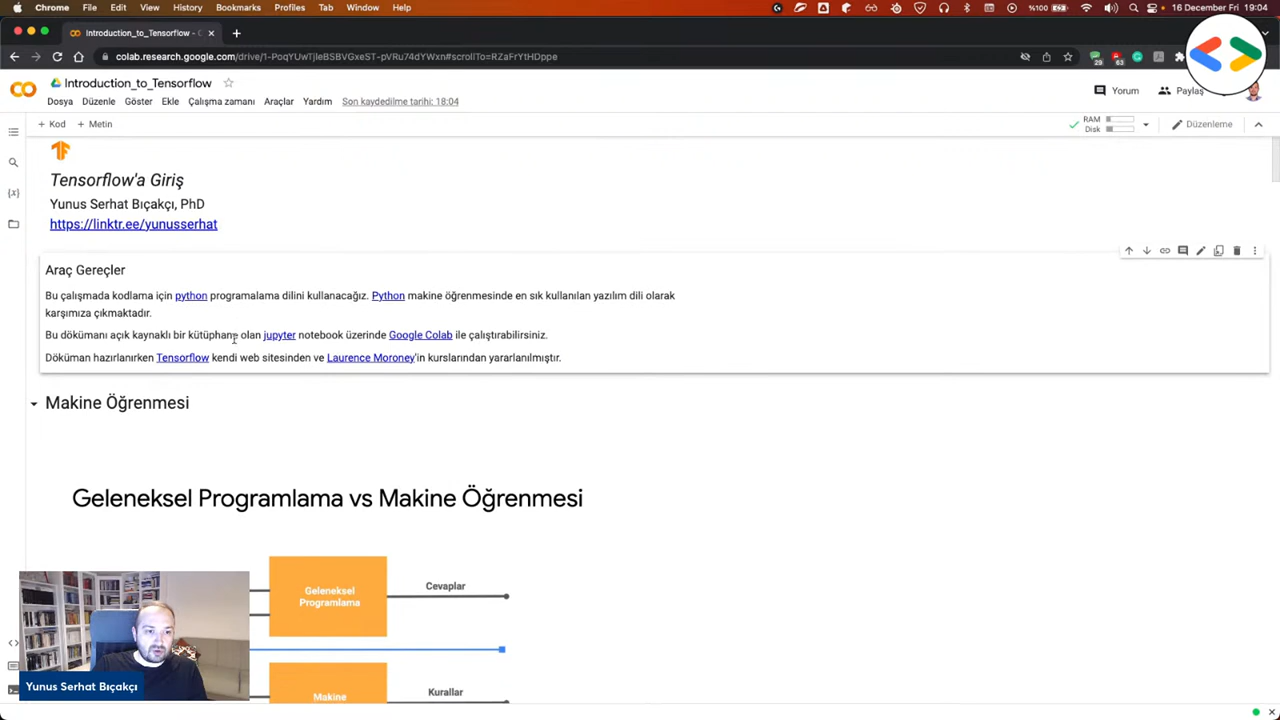 Chrome File Edit View History Bookmarks Profiles Tab Window Help
%100
16 December Fri 19:04
Introduction_to_Tensorflow - C
colab.research.google.com/drive/1-PoqYUwTjleBSBVGxeST-pVRu74dYWxn#scrollTo=RZaFrYtHDppe
Introduction_to_Tensorflow
Yorum
Paylaş
Dosya Düzenle Göster Ekle Çalışma zamanı Araçlar Yardım Son kaydedilme tarihi: 18:04
+ Kod + Metin
RAM
Disk
Düzenleme
Tensorflow'a Giriş
Yunus Serhat Bıçakçı, PhD
https://linktr.ee/yunusserhat
Araç Gereçler
Bu çalışmada kodlama için python programalama dilini kullanacağız. Python makine öğrenmesinde en sık kullanılan yazılım dili olarak
karşımıza çıkmaktadır.
Bu dökümanı açık kaynaklı bir kütüphane olan jupyter notebook üzerinde Google Colab ile çalıştırabilirsiniz.
Döküman hazırlanırken Tensorflow kendi web sitesinden ve Laurence Moroney'in kurslarından yararlanılmıştır.
Makine Öğrenmesi
Geleneksel Programlama vs Makine Öğrenmesi
Geleneksel
Programlama
Cevaplar
Makine
Kurallar
Yunus Serhat Bıçakçı